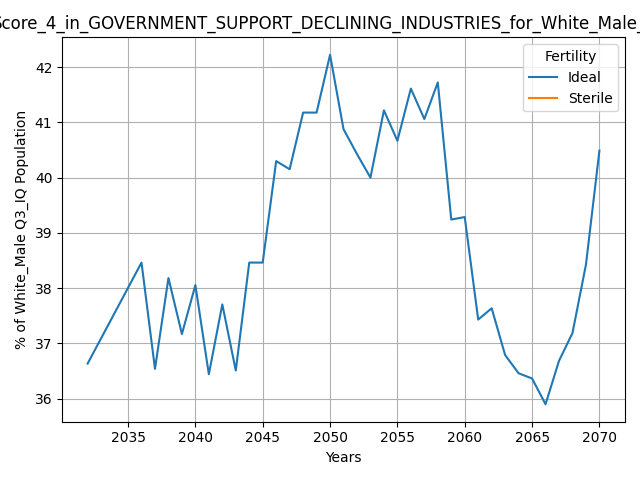 Score_4_in_GOVERNMENT_SUPPORT_DECLINING_INDUSTRIES_for_White_Male_
Fertility
Ideal
Sterile
% of White_Male Q3_IQ Population
42
41
40
39
38
37
36
2035 2040 2045 2050 2055 2060 2065 2070
Years